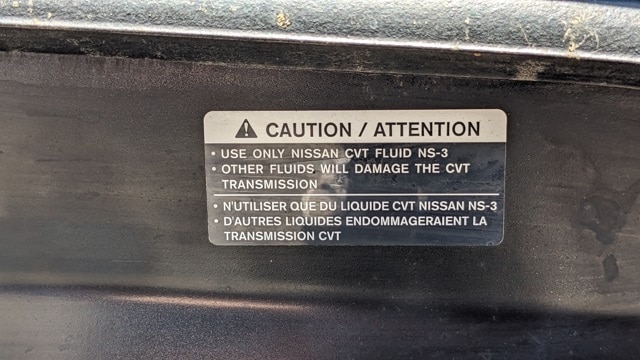 CAUTION / ATTENTION
• USE ONLY NISSAN CVT FLUID NS-3
• OTHER FLUIDS WILL DAMAGE THE CVT
TRANSMISSION
• N'UTILISER QUE DU LIQUIDE CVT NISSAN NS-3
• D'AUTRES LIQUIDES ENDOMMAGERAIENT LA
TRANSMISSION CVT